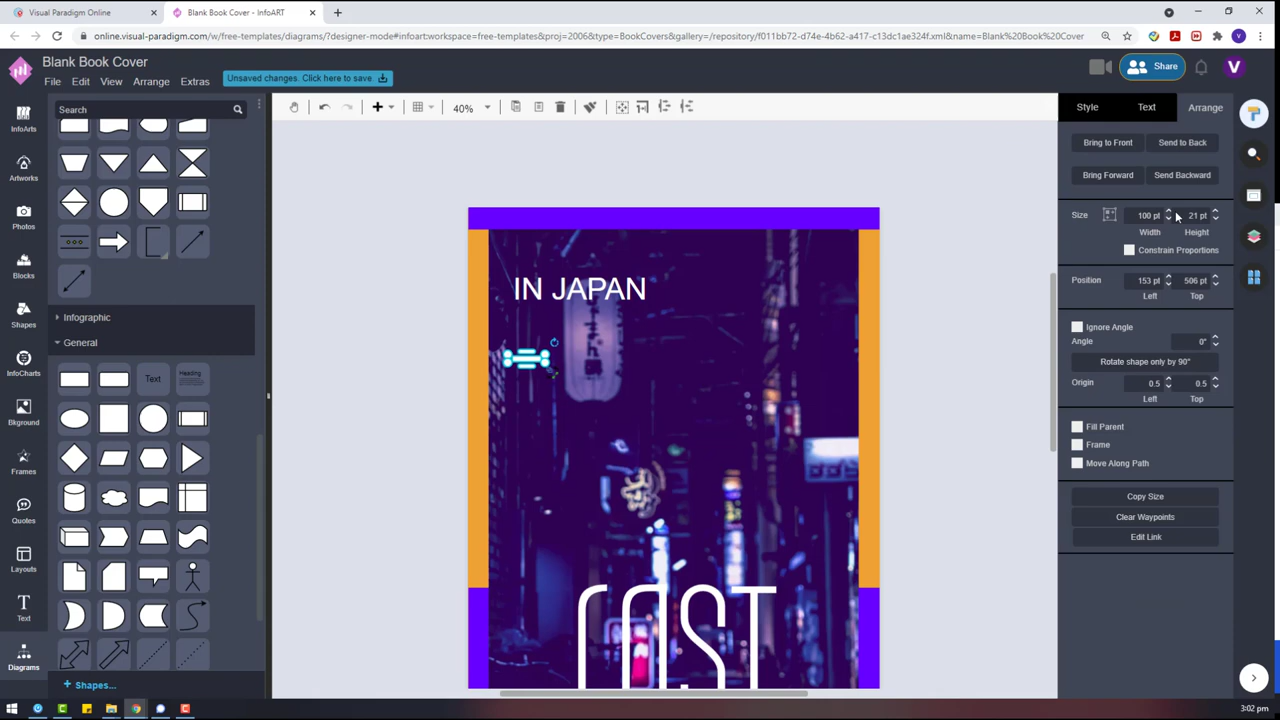 Visual Paradigm Online
Blank Book Cover - InfoART
online.visual-paradigm.com/w/free-templates/diagrams/?designer-mode#infoart:workspace=free-templates&proj=2006&type=BookCovers&gallery=/repository/f011bb72-d74e-4b62-a417-c13dc1ae324f.xml&name=Blank%20Book%20Cover
V
Blank Book Cover
File Edit View Arrange Extras
Unsaved changes. Click here to save
Share
V
Search
40%
Style Text Arrange
InfoArts
Artworks
Photos
Blocks
Shapes
InfoCharts
Bkground
Frames
Quotes
Layouts
Text
Diagrams
Infographic
General
Text
Heading
+ Shapes...
IN JAPAN
Bring to Front Send to Back
Bring Forward Send Backward
Size 100 pt 21 pt
Width Height
Constrain Proportions
Position 153 pt 506 pt
Left Top
Ignore Angle
Angle 0°
Rotate shape only by 90°
Origin 0.5 0.5
Left Top
Fill Parent
Frame
Move Along Path
Copy Size
Clear Waypoints
Edit Link
3:02 pm